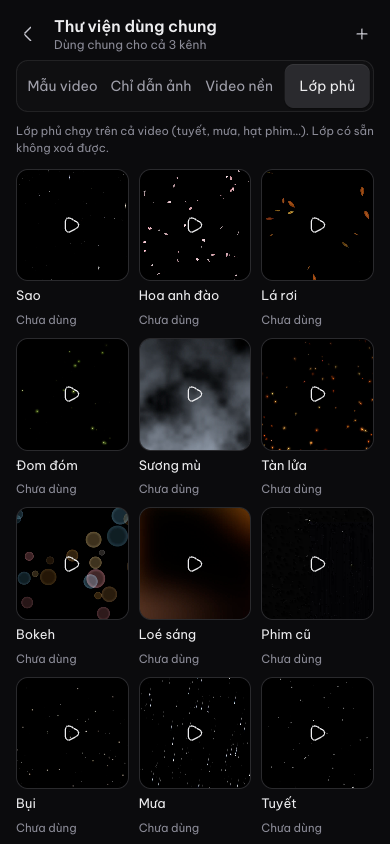 Thư viện dùng chung
Dùng chung cho cả 3 kênh
Mẫu video
Chỉ dẫn ảnh
Video nền
Lớp phủ
Lớp phủ chạy trên cả video (tuyết, mưa, hạt phim...). Lớp có sẵn
không xoá được.
Sao
Hoa anh đào
Lá rơi
Chưa dùng
Chưa dùng
Chưa dùng
Đom đóm
Sương mù
Tàn lửa
Chưa dùng
Chưa dùng
Chưa dùng
Bokeh
Loé sáng
Phim cũ
Chưa dùng
Chưa dùng
Chưa dùng
Bụi
Mưa
Tuyết
Chưa dùng
Chưa dùng
Chưa dùng